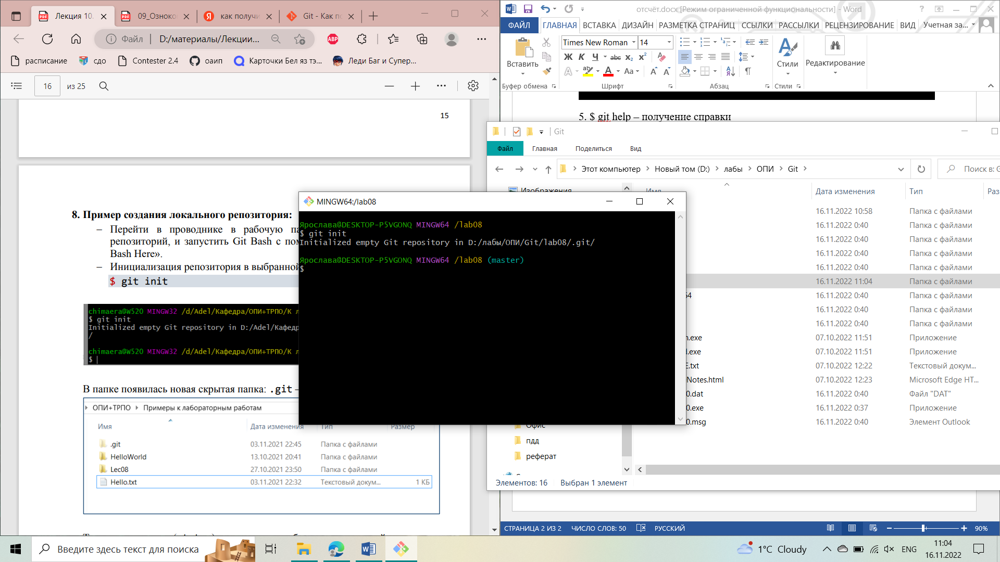 Лекция 10.
09_Озноко
как получи
Git - Как по
Файл
D:/материалы/Лекции...
расписание
сдо
Contester 2.4
оаип
Карточки Бел яз тэ...
Леди Баг и Супер...
16
из 25
15
8. Пример создания локального репозитория:
– Перейти в проводнике в рабочую па
репозиторий, и запустить Git Bash с пом
Bash Here».
– Инициализация репозитория в выбранной
$ git init
chimaera@W520 MINGW32 /d/Adel/Кафедра/ОПИ+ТРПО/К л
$ git init
Initialized empty Git repository in D:/Adel/Кафедр
/
chimaera@W520 MINGW32 /d/Adel/Кафедра/ОПИ+ТРПО/К л
$
В папке появилась новая скрытая папка: .git –
ОПИ+ТРПО
Примеры к лабораторным работам
Имя
Дата изменения
Тип
Размер
.git
03.11.2021 22:45
Папка с файлами
HelloWorld
13.10.2021 20:41
Папка с файлами
Lec08
27.10.2021 23:50
Папка с файлами
Hello.txt
03.11.2021 22:32
Текстовый докум...
1 КБ
отсчёт.docx [Режим ограниченной функциональности] - Word
ФАЙЛ
ГЛАВНАЯ
ВСТАВКА
ДИЗАЙН
РАЗМЕТКА СТРАНИЦ
ССЫЛКИ
РАССЫЛКИ
РЕЦЕНЗИРОВАНИЕ
ВИД
Учетная за...
Вставить
Times New Roman
14
Ж К Ч abc x₂ x²
Aa
Стили
Редактирование
Буфер обмена
Шрифт
Абзац
Стили
5. $ git help – получение справки
Git
Файл
Главная
Поделиться
Вид
Этот компьютер
Новый том (D:)
лабы
ОПИ
Git
Поиск в: G
Изображения
Имя
Дата изменения
Тип
Раз
16.11.2022 10:58
Папка с файлами
16.11.2022 0:40
Папка с файлами
16.11.2022 0:40
Папка с файлами
16.11.2022 0:40
Папка с файлами
16.11.2022 0:40
Папка с файлами
16.11.2022 11:04
Папка с файлами
54
16.11.2022 0:40
Папка с файлами
16.11.2022 0:40
Папка с файлами
16.11.2022 0:40
Папка с файлами
.exe
07.10.2022 11:51
Приложение
.exe
07.10.2022 11:51
Приложение
E.txt
07.10.2022 12:22
Текстовый докум...
Notes.html
07.10.2022 12:23
Microsoft Edge HT...
0.dat
16.11.2022 0:40
Файл "DAT"
0.exe
16.11.2022 0:37
Приложение
0.msg
16.11.2022 0:40
Элемент Outlook
Офис
пдд
реферат
Элементов: 16
Выбран 1 элемент
MINGW64:/lab08
Ярослава@DESKTOP-P5VGONQ MINGW64 /lab08
$ git init
Initialized empty Git repository in D:/лабы/ОПИ/Git/lab08/.git/
Ярослава@DESKTOP-P5VGONQ MINGW64 /lab08 (master)
$
СТРАНИЦА 2 ИЗ 2
ЧИСЛО СЛОВ: 50
РУССКИЙ
90%
Введите здесь текст для поиска
1°C Cloudy
ENG
11:04
16.11.2022